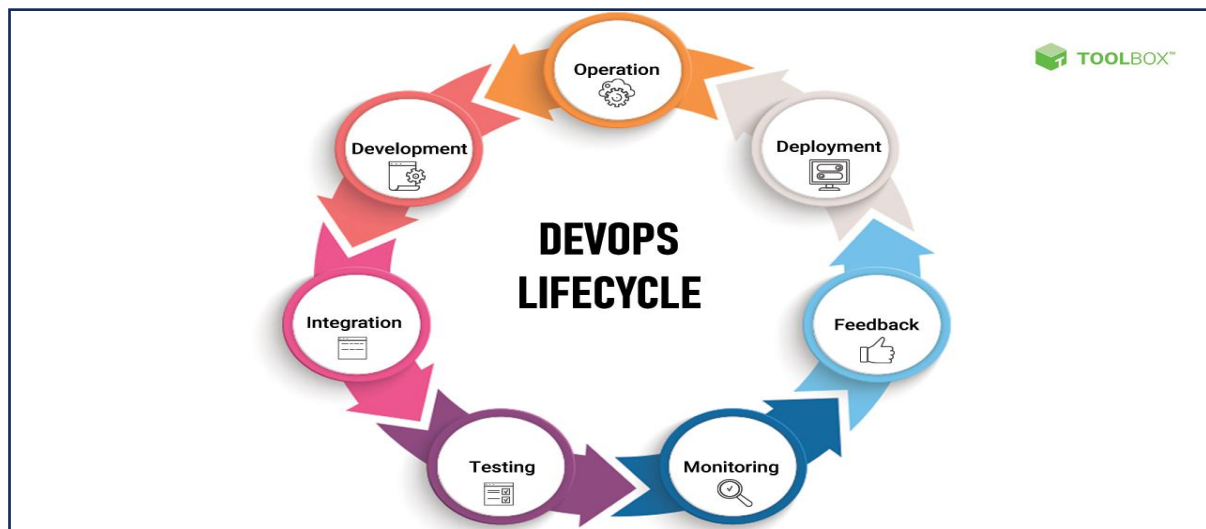 TOOLBOX™
Operation
Development
Deployment
DEVOPS
LIFECYCLE
Integration
Feedback
Testing
Monitoring